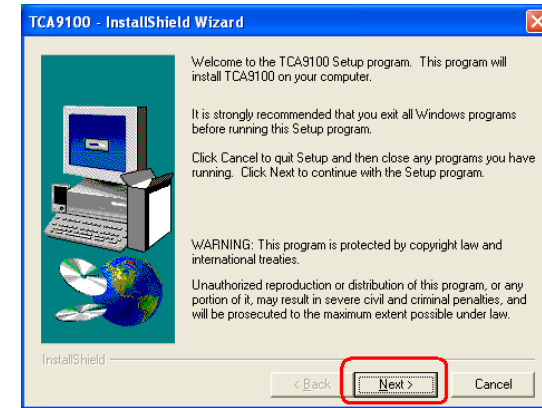 TCA9100 - InstallShield Wizard
Welcome to the TCA9100 Setup program. This program will
install TCA9100 on your computer.
It is strongly recommended that you exit all Windows programs
before running this Setup program.
Click Cancel to quit Setup and then close any programs you have
running. Click Next to continue with the Setup program.
WARNING: This program is protected by copyright law and
international treaties.
Unauthorized reproduction or distribution of this program, or any
portion of it, may result in severe civil and criminal penalties, and
will be prosecuted to the maximum extent possible under law.
InstallShield
< Back Next > Cancel